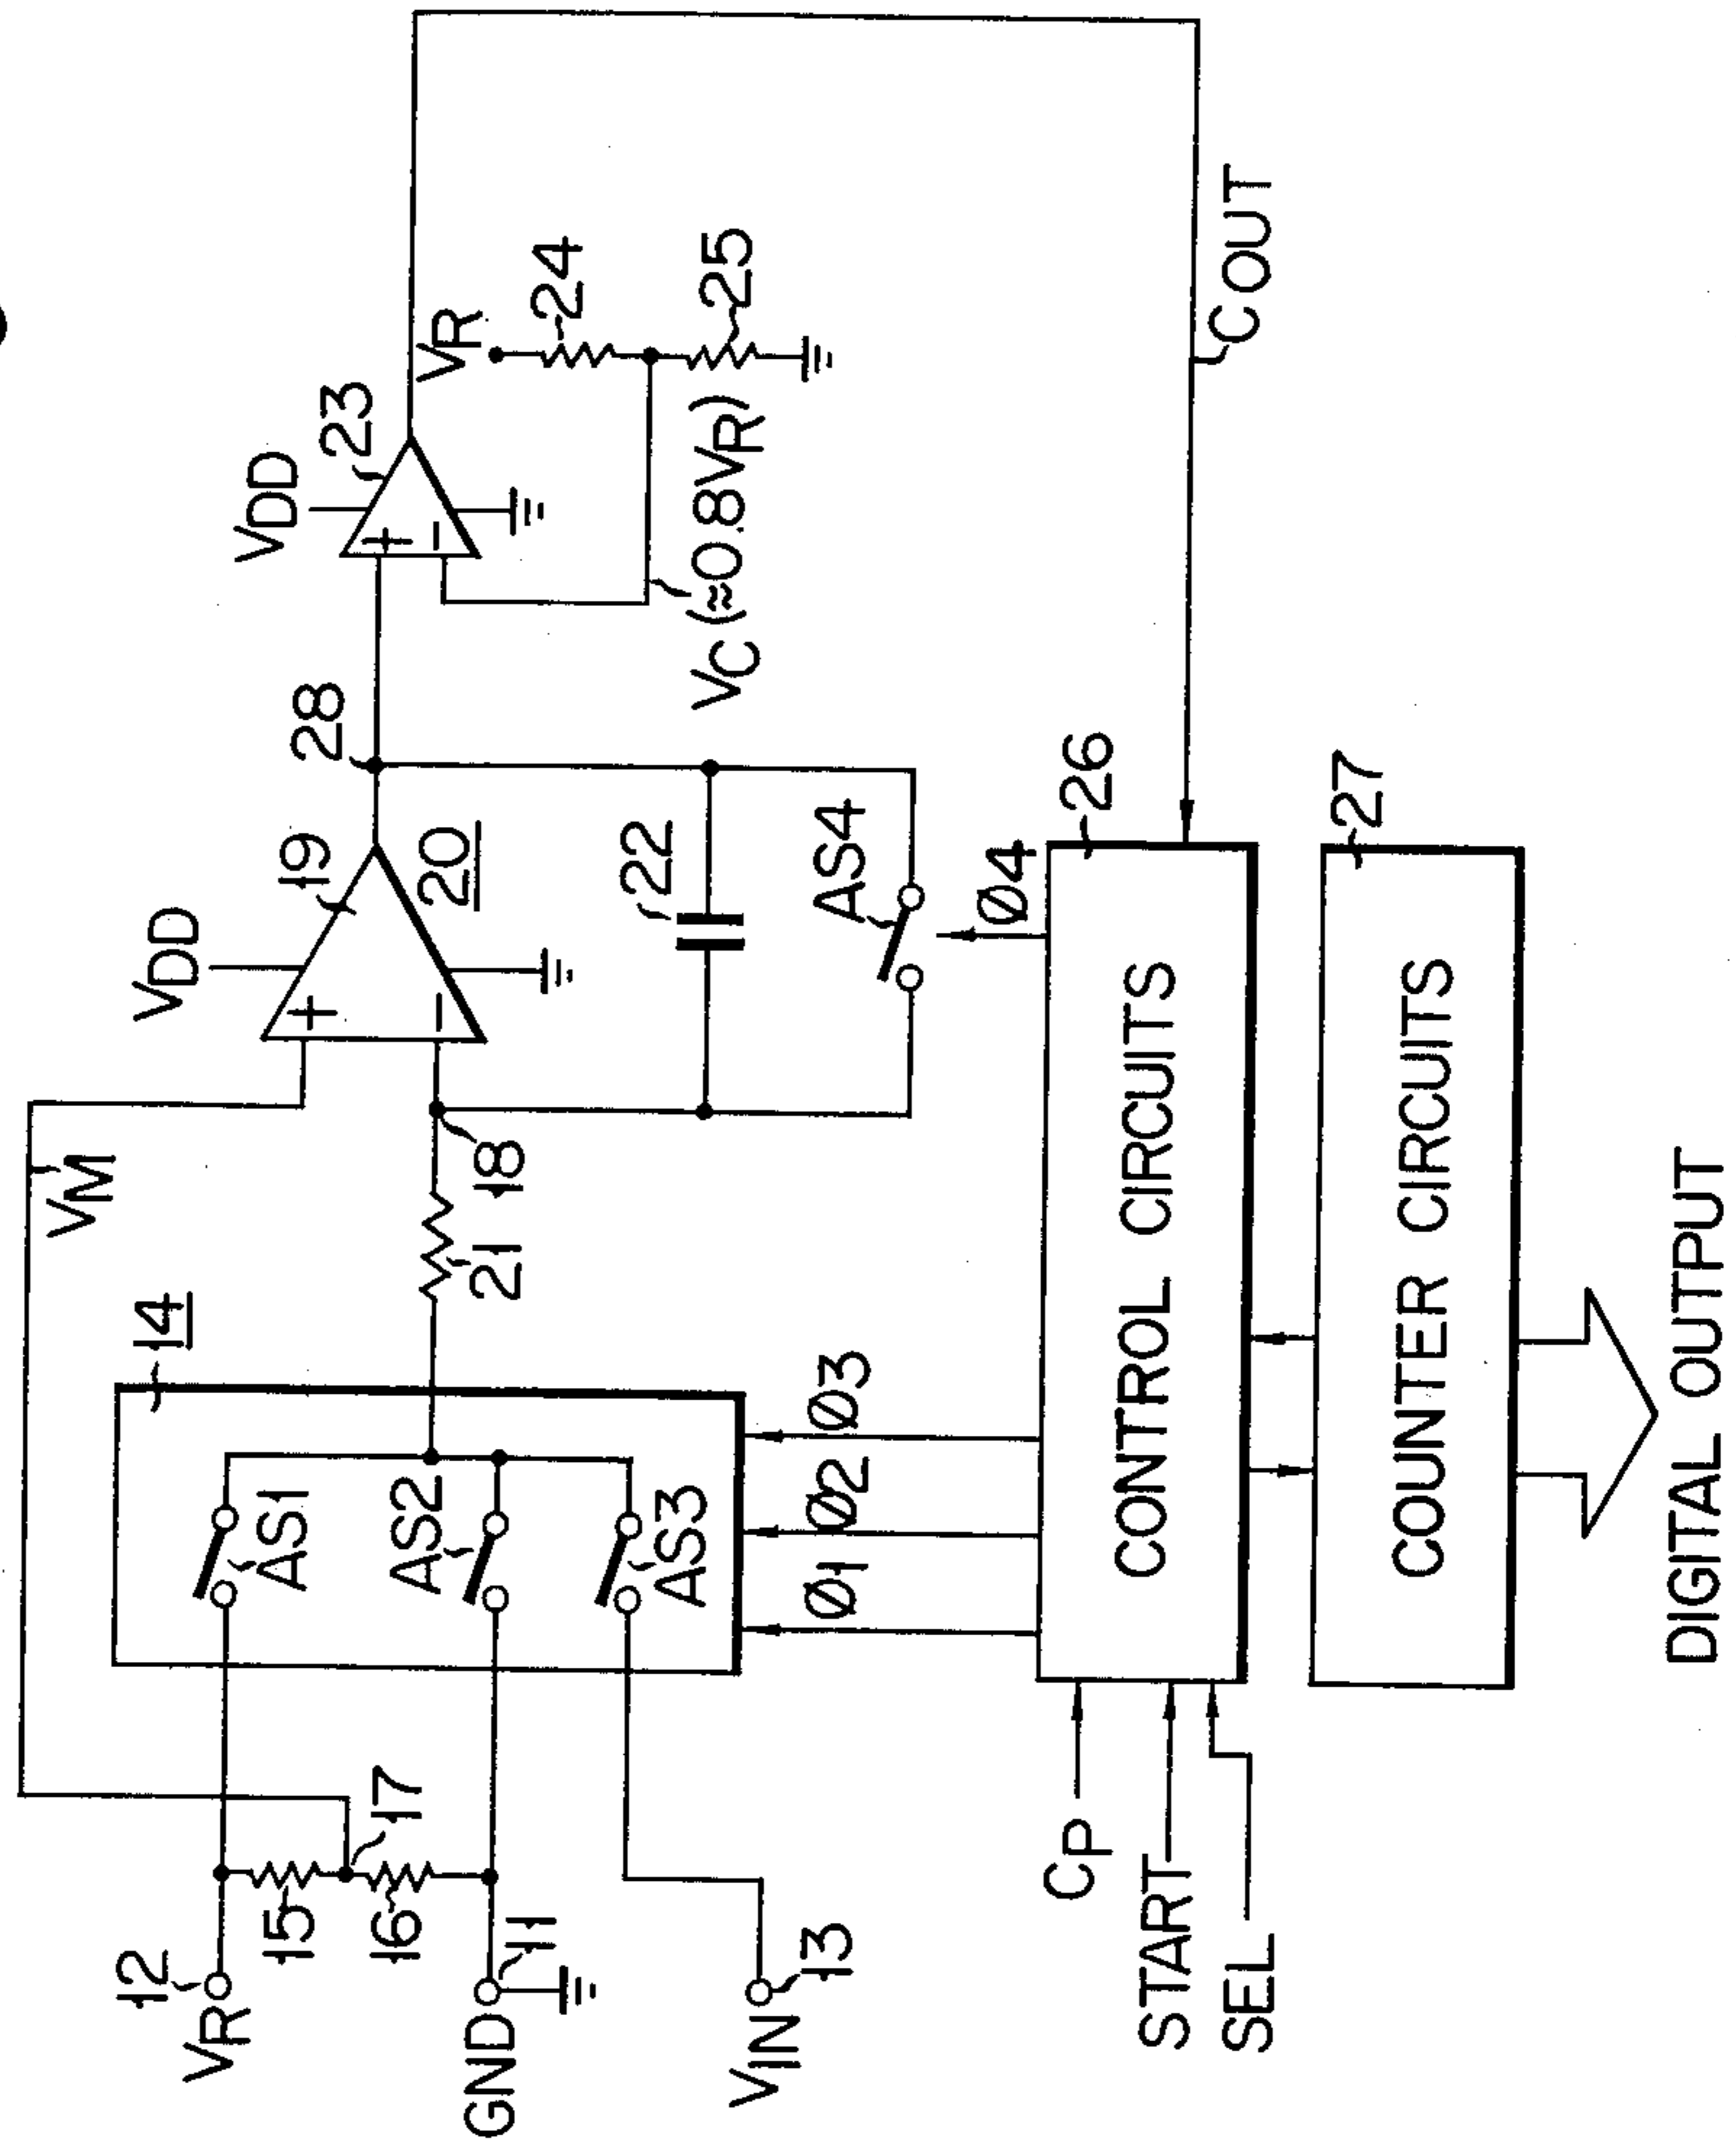 VR
12
15
17
16
GND
11
VIN
13
VM
14
AS1
AS2
AS3
21
18
VDD
19
+
−
20
22
AS4
28
VDD
23
+
−
VR
24
25
VC (≈0.8VR)
Ø1
Ø2
Ø3
Ø4
CP
START
SEL
CONTROL CIRCUITS
26
C OUT
COUNTER CIRCUITS
27
DIGITAL OUTPUT